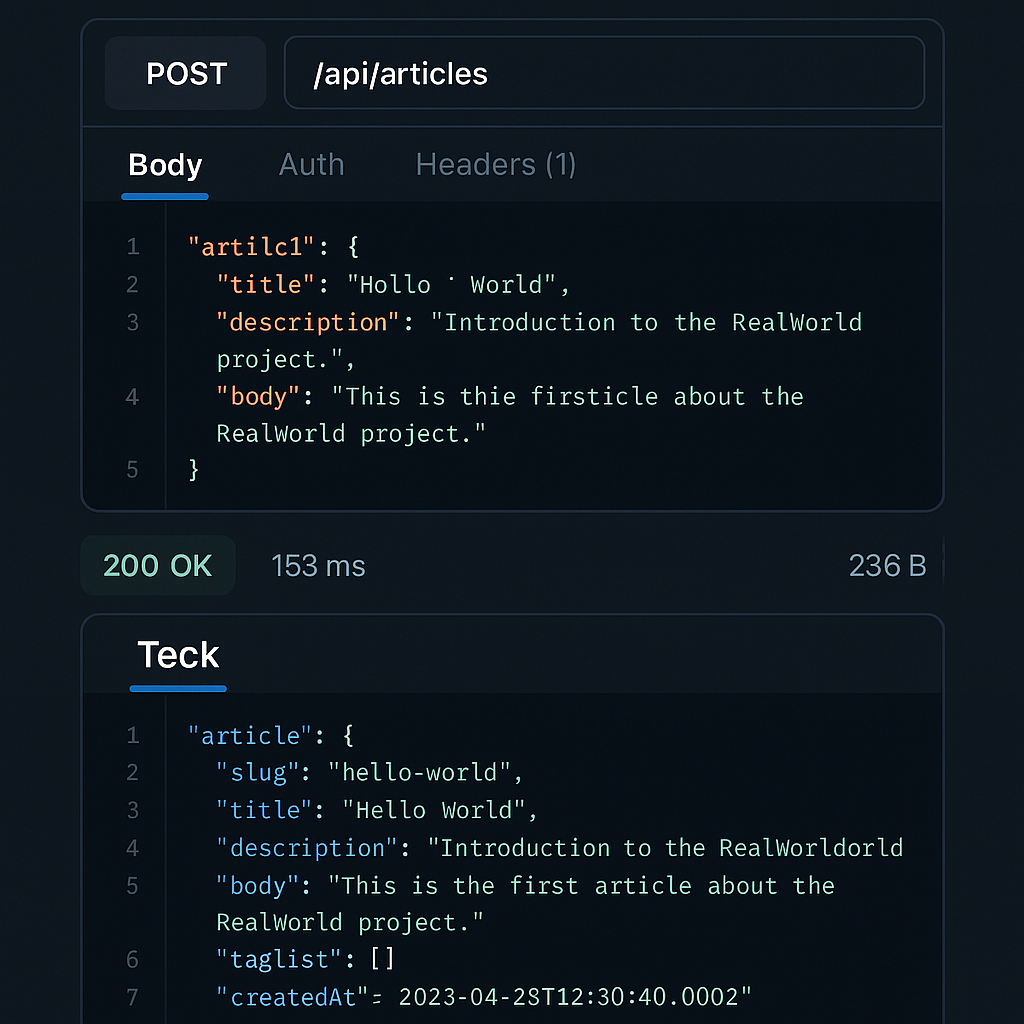 POST /api/articles
Body Auth Headers (1)
1 "artilc1": {
2 "title": "Hollo ˙ World",
3 "description": "Introduction to the RealWorld
project.",
4 "body": "This is thie firsticle about the
RealWorld project."
5 }
200 OK 153 ms 236 B
Teck
1 "article": {
2 "slug": "hello-world",
3 "title": "Hello World",
4 "description": "Introduction to the RealWorldorld
5 "body": "This is the first article about the
RealWorld project."
6 "taglist": []
7 "createdAt"= 2023-04-28T12:30:40.0002"